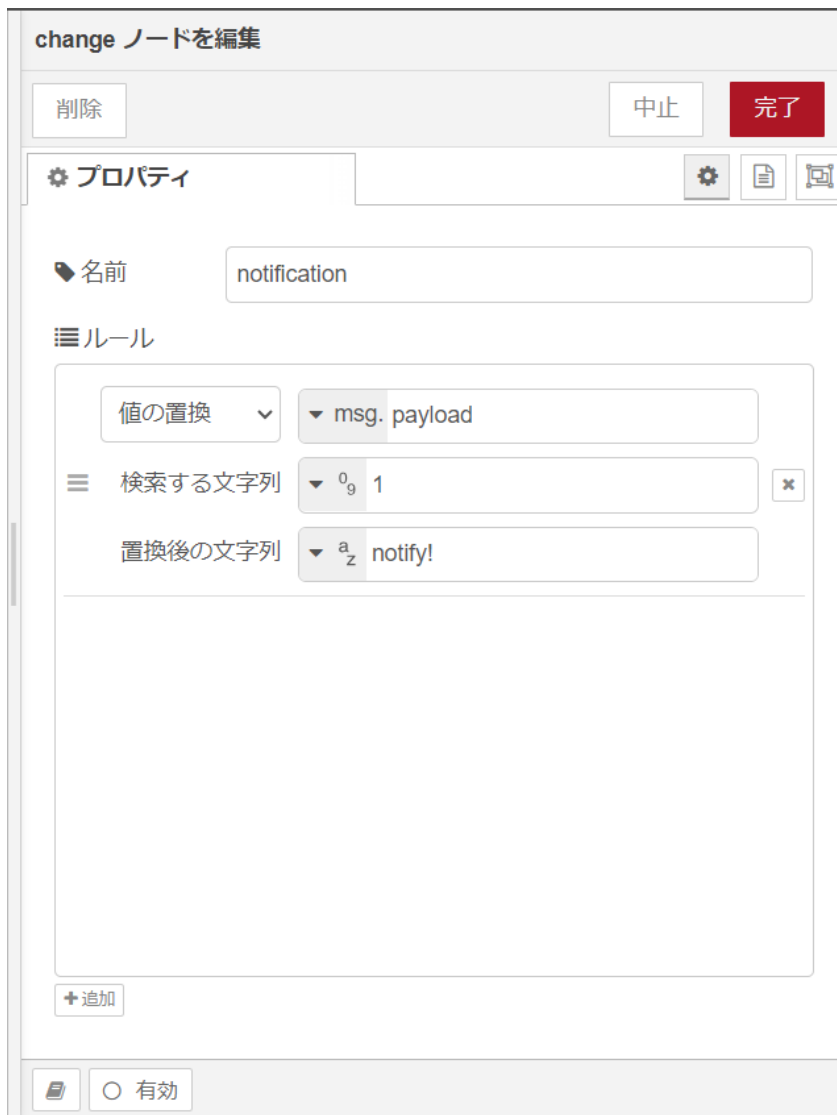 change ノードを編集
削除 中止 完了
プロパティ
名前 notification
ルール
値の置換 msg. payload
検索する文字列 0 9 1
置換後の文字列 a z notify!
追加
有効